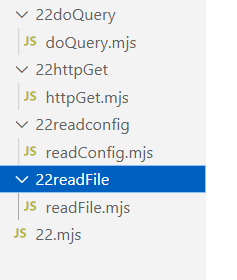 22doQuery
JS doQuery.mjs
22httpGet
JS httpGet.mjs
22readconfig
JS readConfig.mjs
22readFile
JS readFile.mjs
JS 22.mjs